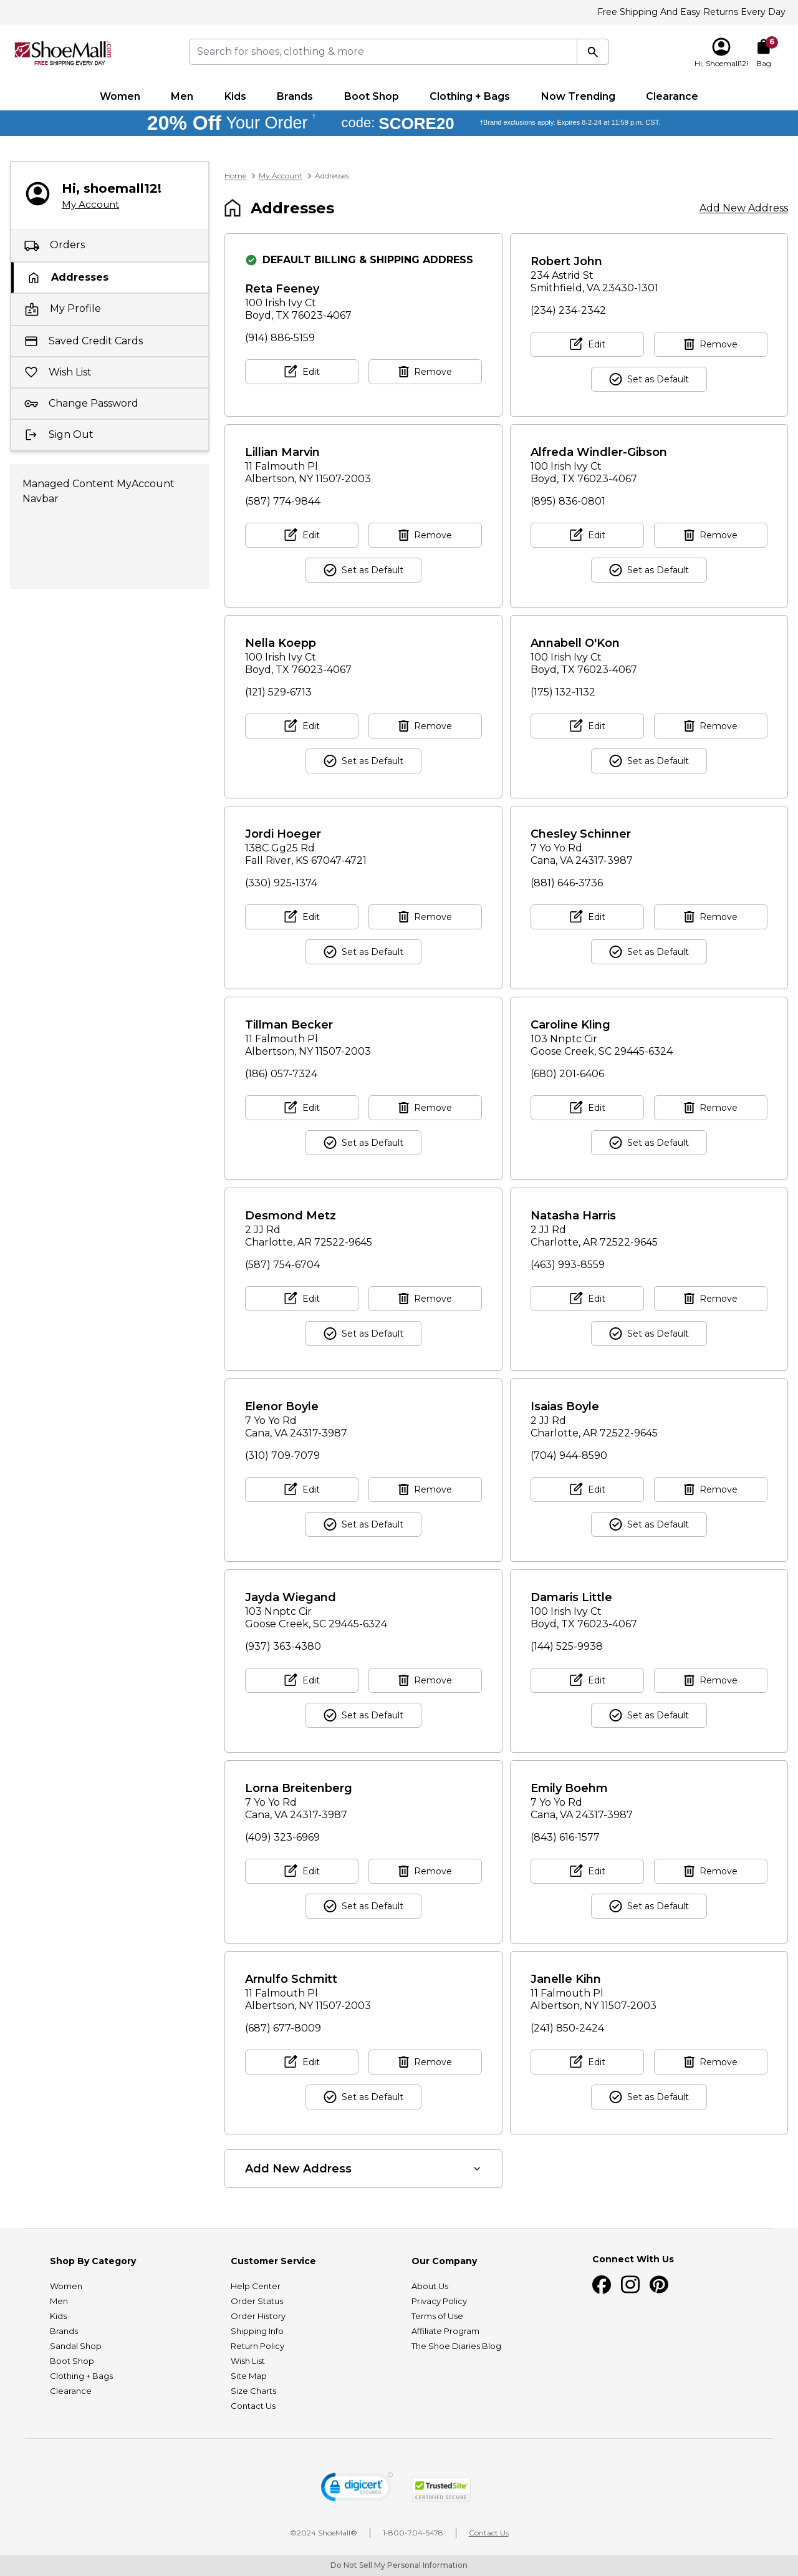 Free Shipping And Easy Returns Every Day
ShoeMall.com
FREE SHIPPING EVERY DAY
Search for shoes, clothing & more
Hi, Shoemall12!
6
Bag
Women Men Kids Brands Boot Shop Clothing + Bags Now Trending Clearance
20% Off Your Order † code: SCORE20 †Brand exclusions apply. Expires 8-2-24 at 11:59 p.m. CST.
Hi, shoemall12!
My Account
Orders
Addresses
My Profile
Saved Credit Cards
Wish List
Change Password
Sign Out
Managed Content MyAccount
Navbar
Home > My Account > Addresses
Addresses
Add New Address
DEFAULT BILLING & SHIPPING ADDRESS
Reta Feeney
100 Irish Ivy Ct
Boyd, TX 76023-4067
(914) 886-5159
Edit Remove
Robert John
234 Astrid St
Smithfield, VA 23430-1301
(234) 234-2342
Edit Remove
Set as Default
Lillian Marvin
11 Falmouth Pl
Albertson, NY 11507-2003
(587) 774-9844
Edit Remove
Set as Default
Alfreda Windler-Gibson
100 Irish Ivy Ct
Boyd, TX 76023-4067
(895) 836-0801
Edit Remove
Set as Default
Nella Koepp
100 Irish Ivy Ct
Boyd, TX 76023-4067
(121) 529-6713
Edit Remove
Set as Default
Annabell O'Kon
100 Irish Ivy Ct
Boyd, TX 76023-4067
(175) 132-1132
Edit Remove
Set as Default
Jordi Hoeger
138C Gg25 Rd
Fall River, KS 67047-4721
(330) 925-1374
Edit Remove
Set as Default
Chesley Schinner
7 Yo Yo Rd
Cana, VA 24317-3987
(881) 646-3736
Edit Remove
Set as Default
Tillman Becker
11 Falmouth Pl
Albertson, NY 11507-2003
(186) 057-7324
Edit Remove
Set as Default
Caroline Kling
103 Nnptc Cir
Goose Creek, SC 29445-6324
(680) 201-6406
Edit Remove
Set as Default
Desmond Metz
2 JJ Rd
Charlotte, AR 72522-9645
(587) 754-6704
Edit Remove
Set as Default
Natasha Harris
2 JJ Rd
Charlotte, AR 72522-9645
(463) 993-8559
Edit Remove
Set as Default
Elenor Boyle
7 Yo Yo Rd
Cana, VA 24317-3987
(310) 709-7079
Edit Remove
Set as Default
Isaias Boyle
2 JJ Rd
Charlotte, AR 72522-9645
(704) 944-8590
Edit Remove
Set as Default
Jayda Wiegand
103 Nnptc Cir
Goose Creek, SC 29445-6324
(937) 363-4380
Edit Remove
Set as Default
Damaris Little
100 Irish Ivy Ct
Boyd, TX 76023-4067
(144) 525-9938
Edit Remove
Set as Default
Lorna Breitenberg
7 Yo Yo Rd
Cana, VA 24317-3987
(409) 323-6969
Edit Remove
Set as Default
Emily Boehm
7 Yo Yo Rd
Cana, VA 24317-3987
(843) 616-1577
Edit Remove
Set as Default
Arnulfo Schmitt
11 Falmouth Pl
Albertson, NY 11507-2003
(687) 677-8009
Edit Remove
Set as Default
Janelle Kihn
11 Falmouth Pl
Albertson, NY 11507-2003
(241) 850-2424
Edit Remove
Set as Default
Add New Address
Shop By Category
Women
Men
Kids
Brands
Sandal Shop
Boot Shop
Clothing + Bags
Clearance
Customer Service
Help Center
Order Status
Order History
Shipping Info
Return Policy
Wish List
Site Map
Size Charts
Contact Us
Our Company
About Us
Privacy Policy
Terms of Use
Affiliate Program
The Shoe Diaries Blog
Connect With Us
digicert SECURED
TrustedSite
CERTIFIED SECURE
©2024 ShoeMall® | 1-800-704-5478 | Contact Us
Do Not Sell My Personal Information